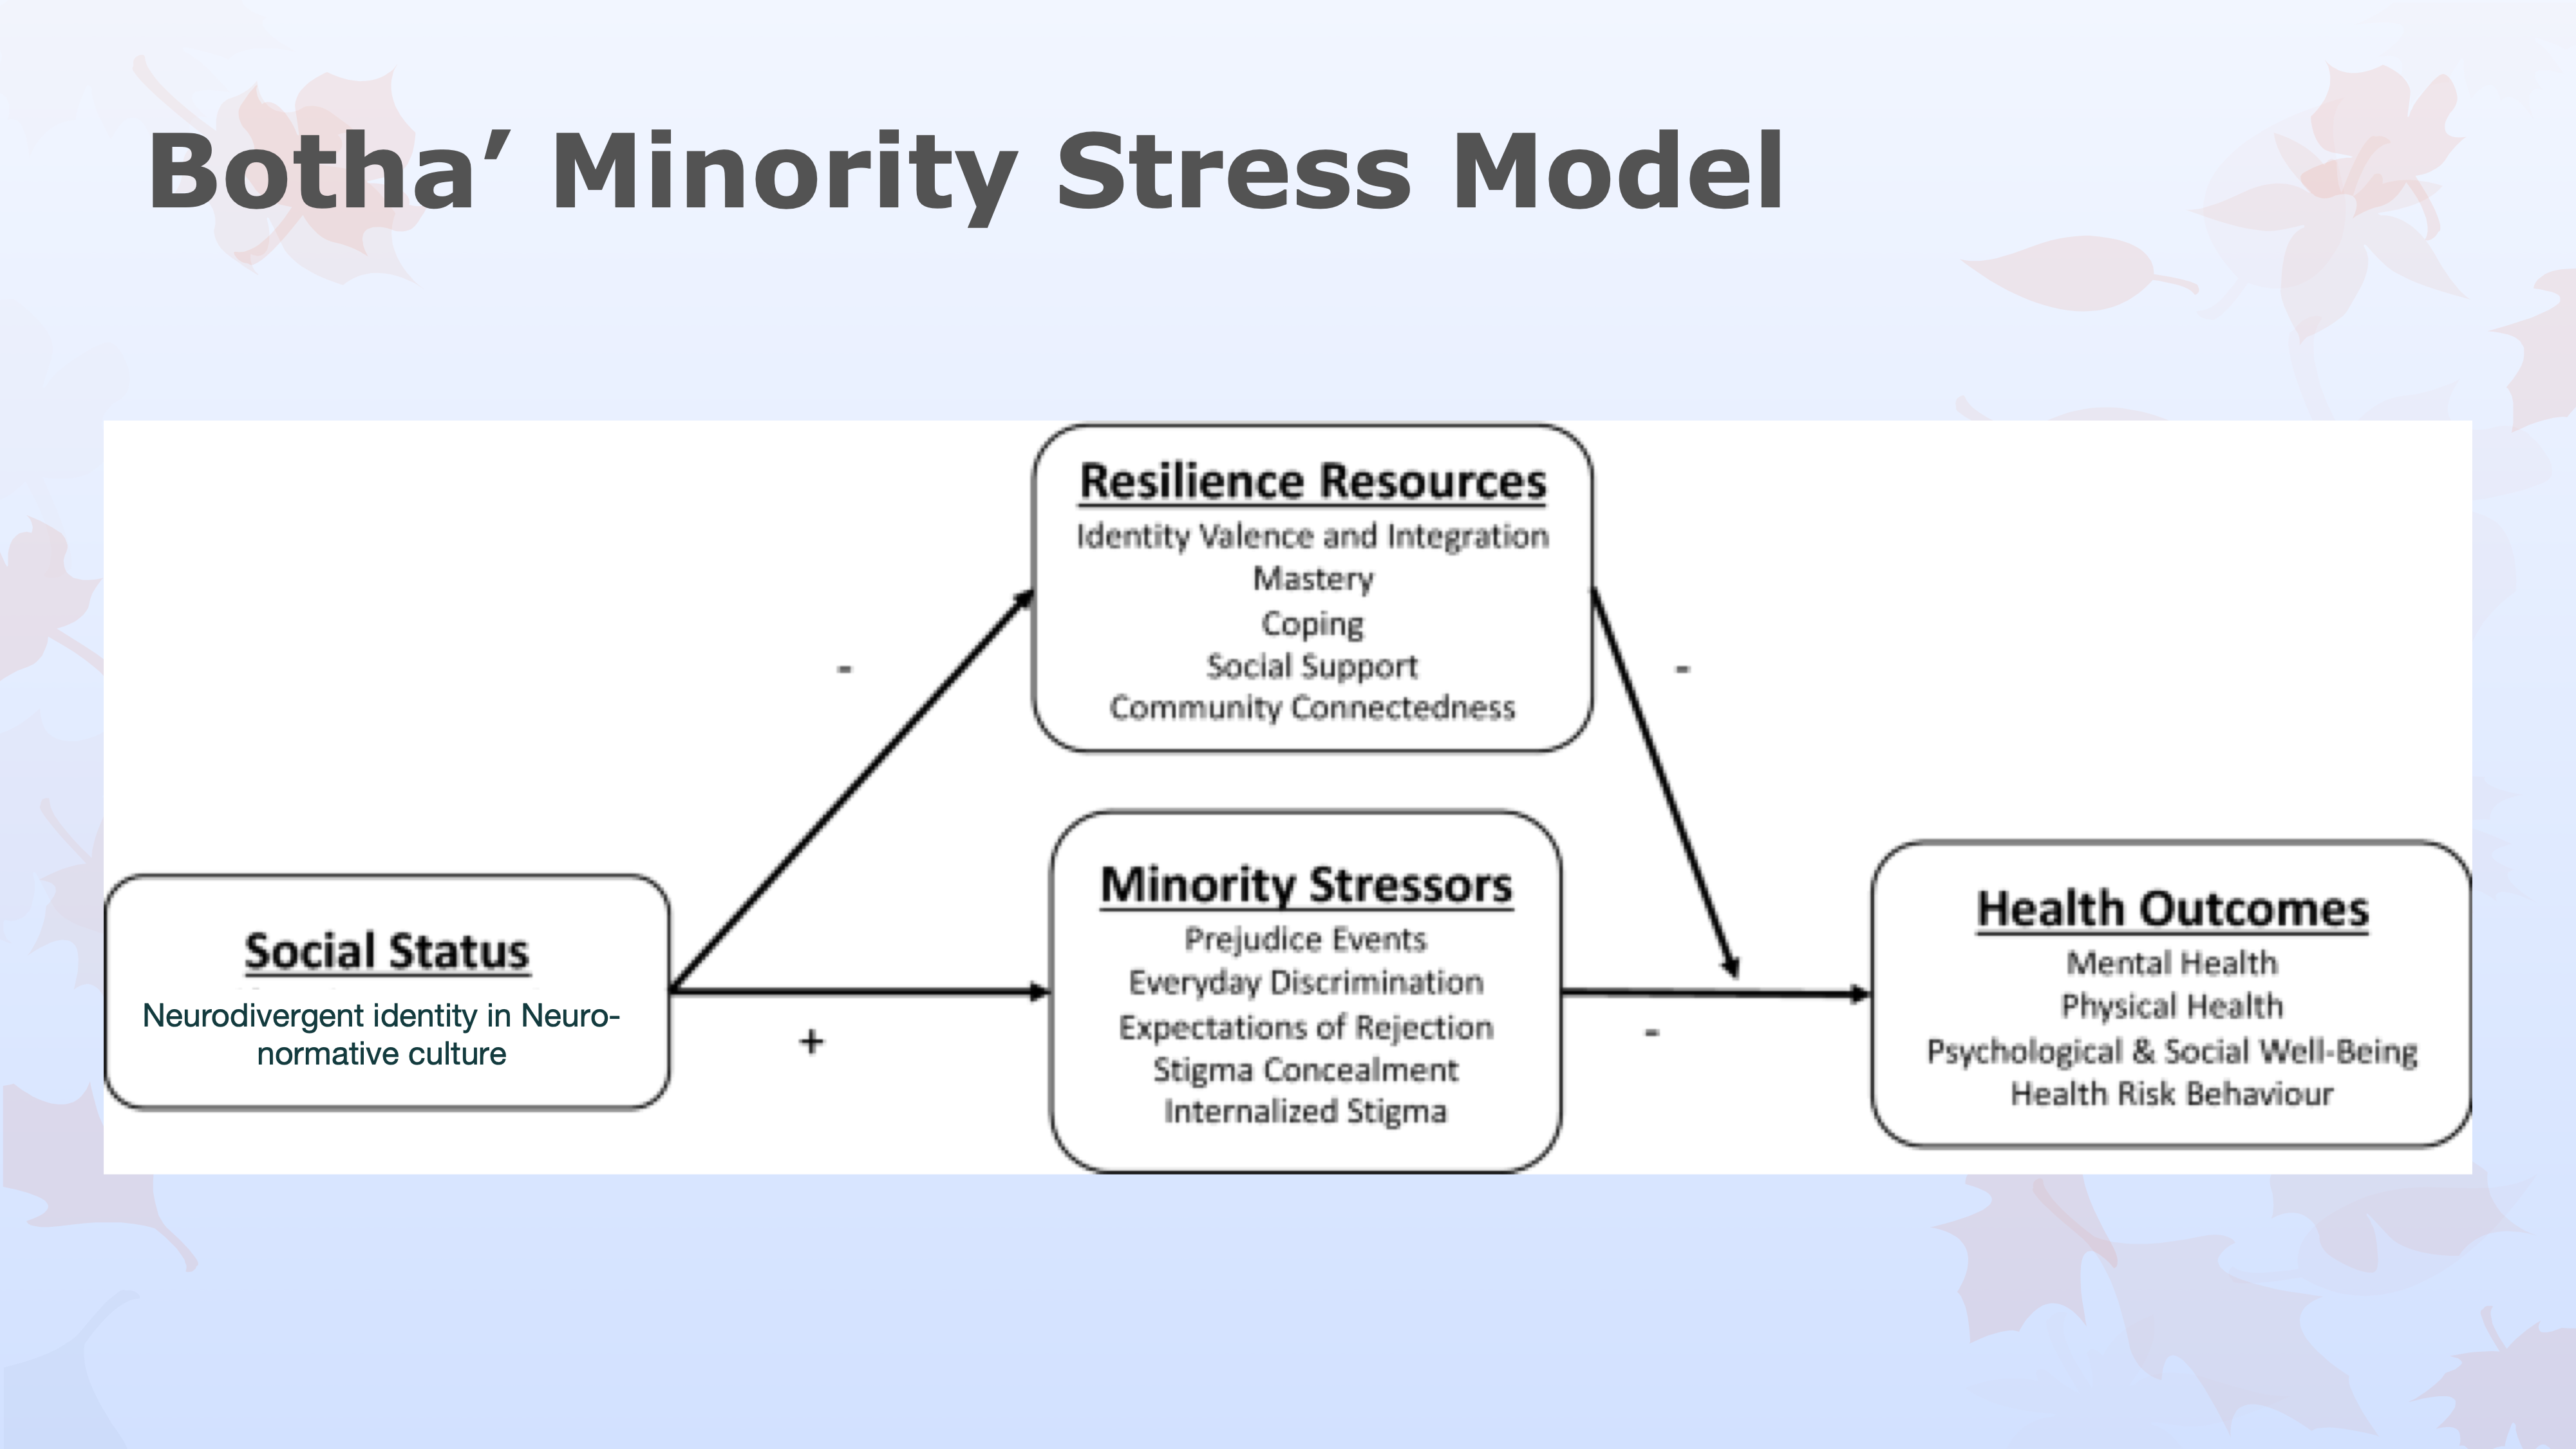 Botha’ Minority Stress Model
Resilience Resources
Identity Valence and Integration
Mastery
Coping
Social Support
Community Connectedness
-
-
Social Status
Neurodivergent identity in Neuro-
normative culture
+
Minority Stressors
Prejudice Events
Everyday Discrimination
Expectations of Rejection
Stigma Concealment
Internalized Stigma
-
Health Outcomes
Mental Health
Physical Health
Psychological & Social Well-Being
Health Risk Behaviour